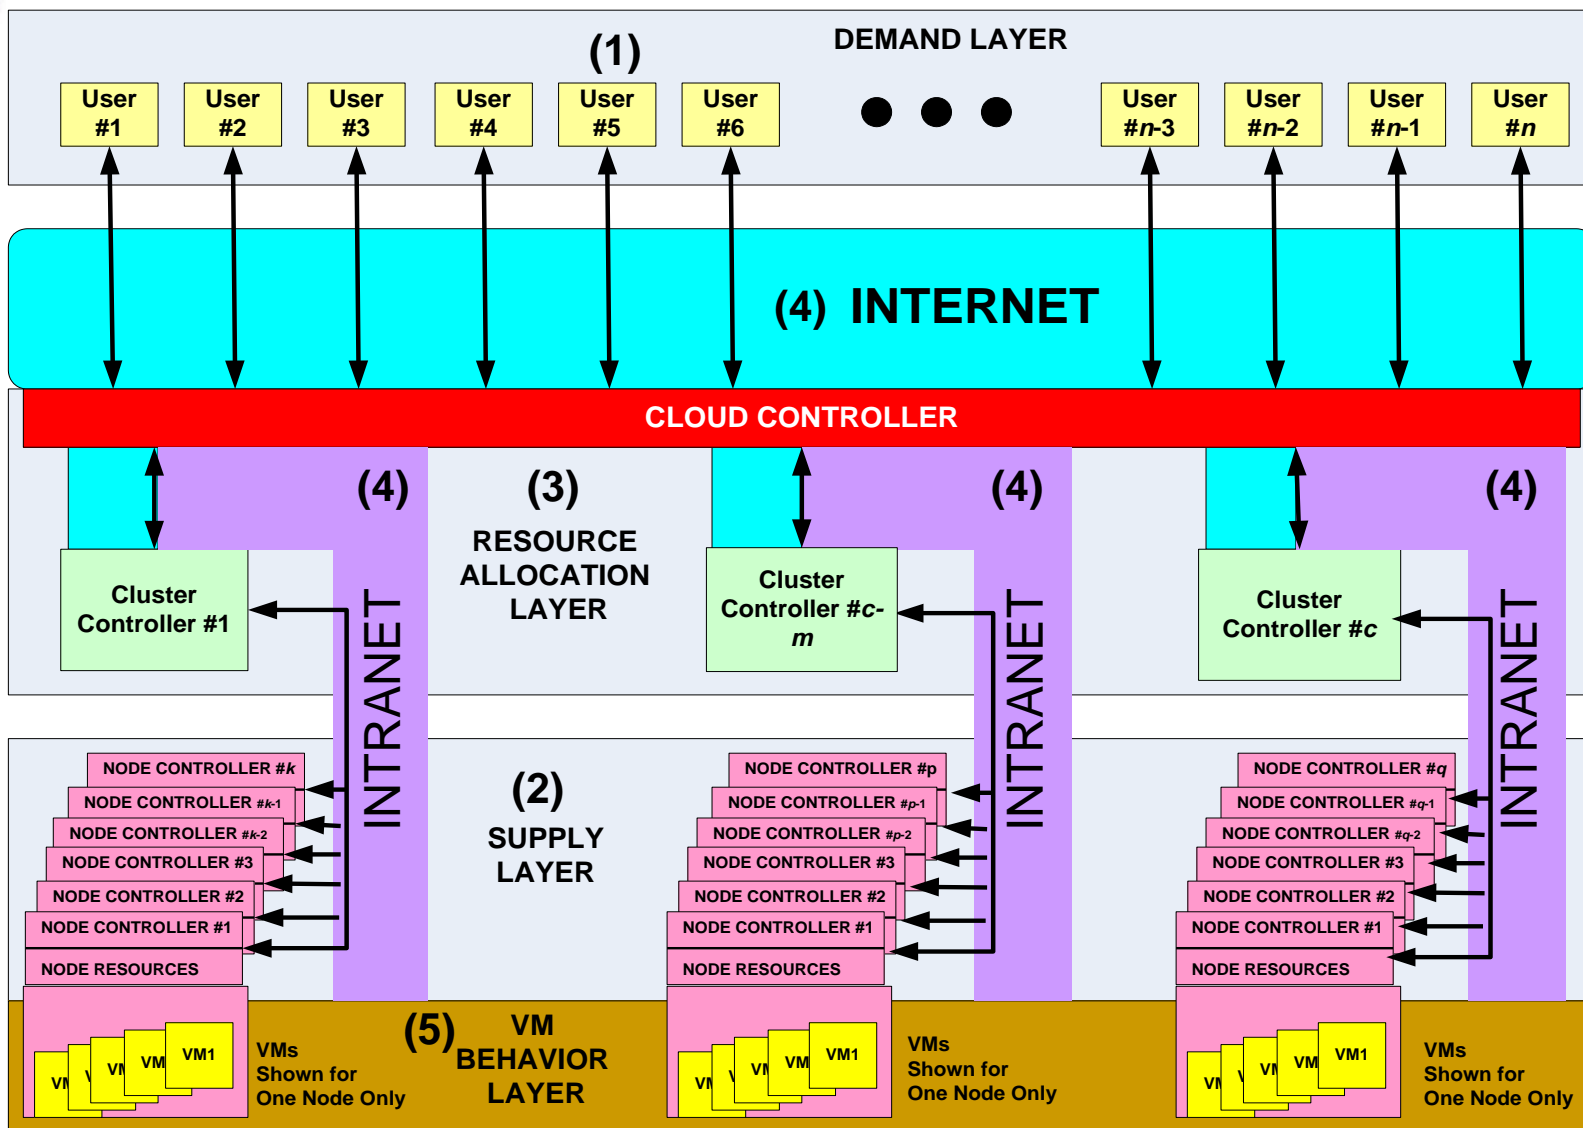 (1)
DEMAND LAYER
User
#1
User
#2
User
#3
User
#4
User
#5
User
#6
User
#n-3
User
#n-2
User
#n-1
User
#n
(4) INTERNET
CLOUD CONTROLLER
(4)
(3)
RESOURCE
ALLOCATION
LAYER
(4)
(4)
Cluster
Controller #1
Cluster
Controller #c-
m
Cluster
Controller #c
INTRANET
INTRANET
INTRANET
NODE CONTROLLER #k
NODE CONTROLLER #k-1
NODE CONTROLLER #k-2
NODE CONTROLLER #3
NODE CONTROLLER #2
NODE CONTROLLER #1
NODE RESOURCES
(2)
SUPPLY
LAYER
NODE CONTROLLER #p
NODE CONTROLLER #p-1
NODE CONTROLLER #p-2
NODE CONTROLLER #3
NODE CONTROLLER #2
NODE CONTROLLER #1
NODE RESOURCES
NODE CONTROLLER #q
NODE CONTROLLER #q-1
NODE CONTROLLER #q-2
NODE CONTROLLER #3
NODE CONTROLLER #2
NODE CONTROLLER #1
NODE RESOURCES
(5)
VM
BEHAVIOR
LAYER
VM1
VMs
Shown for
One Node Only
VM1
VMs
Shown for
One Node Only
VM1
VMs
Shown for
One Node Only